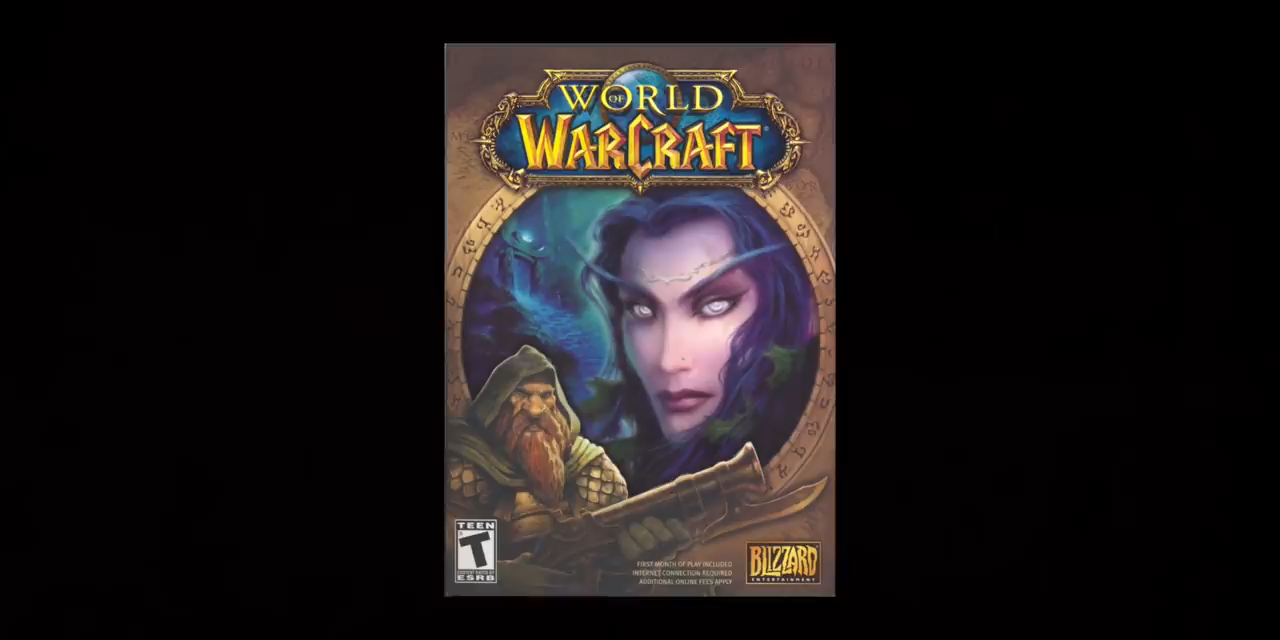 WORLD OF
WARCRAFT
TEEN
T
ESRB
FIRST MONTH OF PLAY INCLUDED
INTERNET CONNECTION REQUIRED
ADDITIONAL ONLINE FEES APPLY
BLIZZARD
ENTERTAINMENT